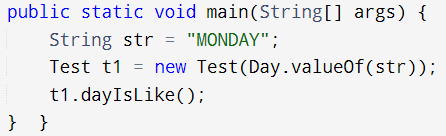 public static void main(String[] args) {
    String str = "MONDAY";
    Test t1 = new Test(Day.valueOf(str));
    t1.dayIsLike();
}  }